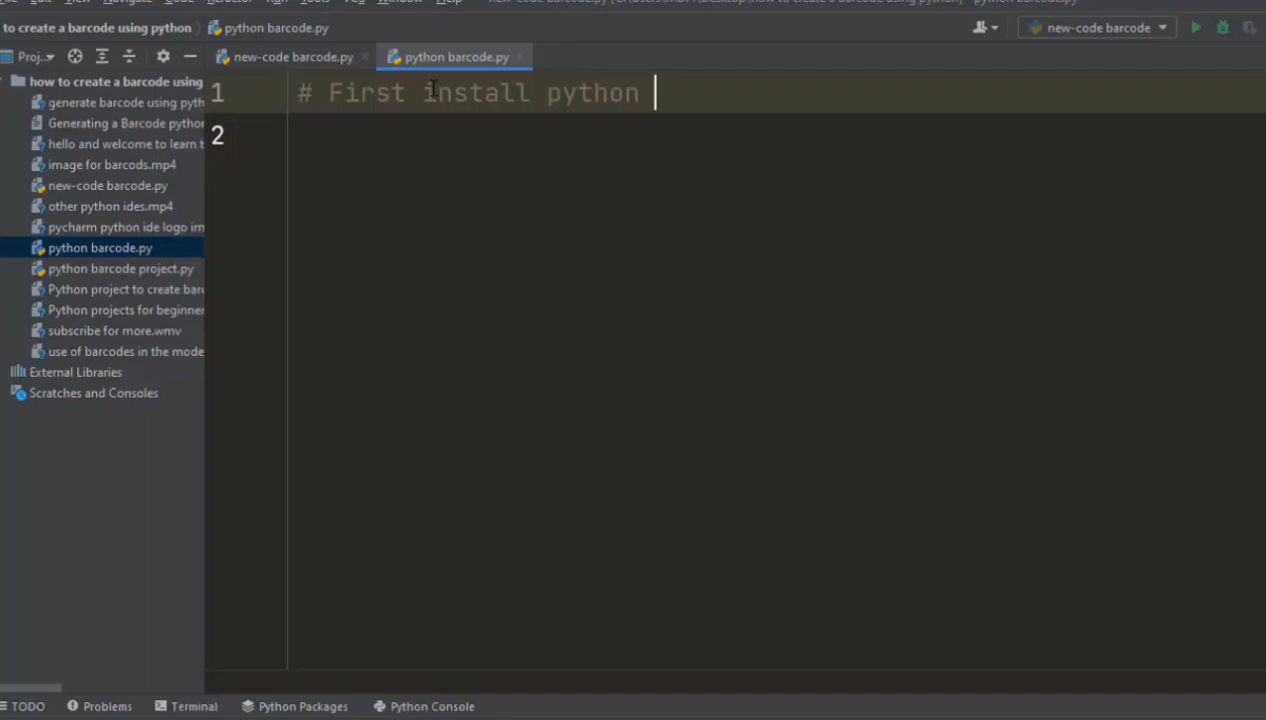 to create a barcode using python python barcode.py
new-code barcode
Proj...
new-code barcode.py
python barcode.py
how to create a barcode using
generate barcode using pyth
Generating a Barcode python
hello and welcome to learn t
image for barcods.mp4
new-code barcode.py
other python ides.mp4
pycharm python ide logo im
python barcode.py
python barcode project.py
Python project to create bar
Python projects for beginner
subscribe for more.wmv
use of barcodes in the mode
External Libraries
Scratches and Consoles
1 # First install python
2
TODO Problems Terminal Python Packages Python Console